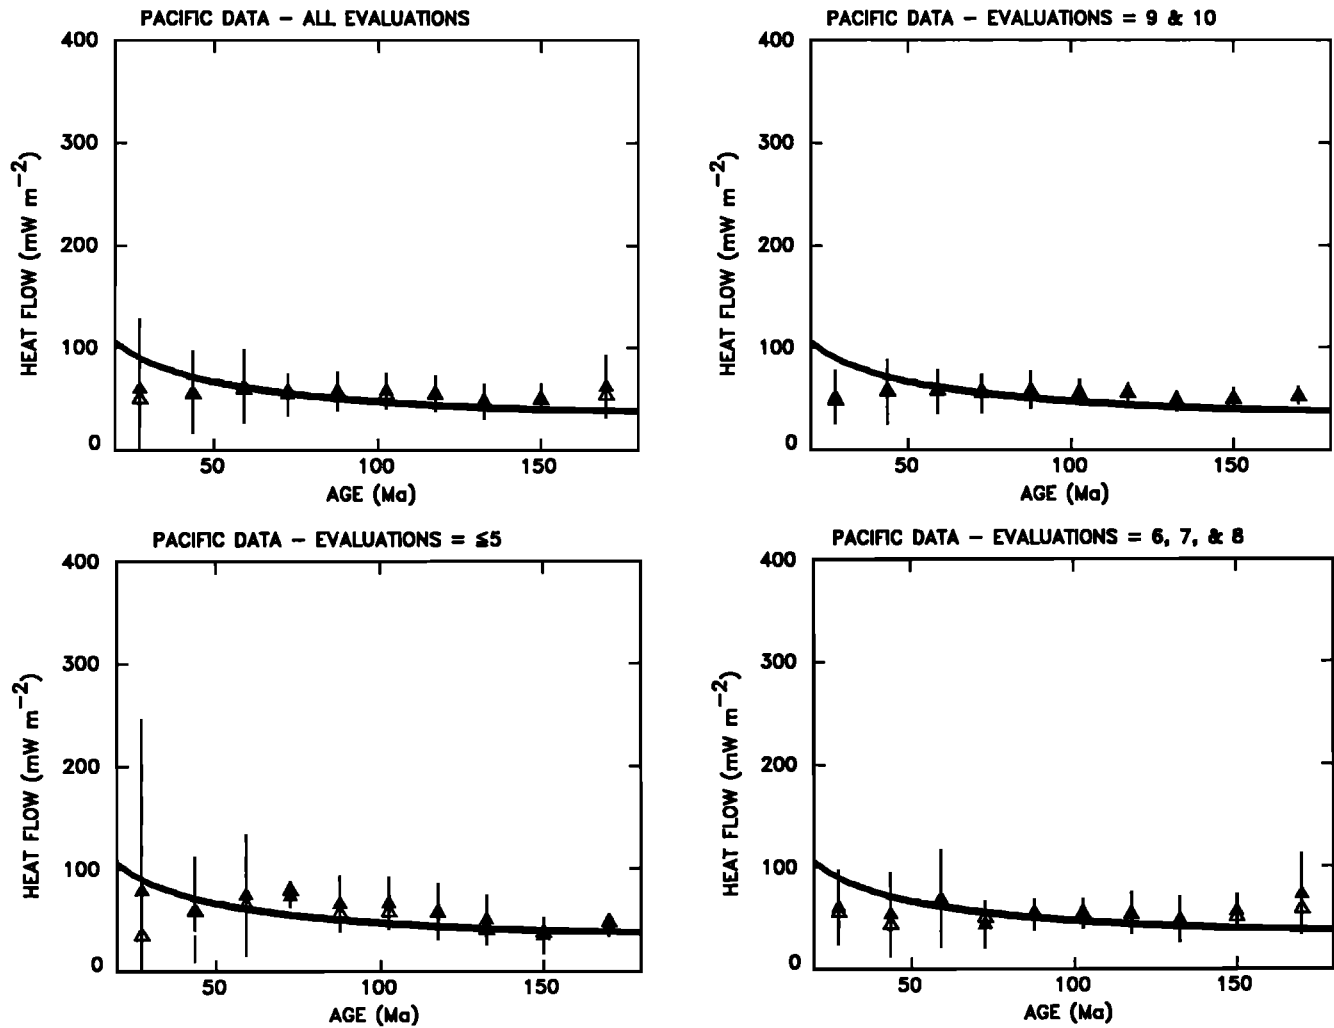 PACIFIC DATA – ALL EVALUATIONS
400
300
200
100
0
HEAT FLOW (mW m−2)
50 100 150
AGE (Ma)
PACIFIC DATA – EVALUATIONS = 9 & 10
400
300
200
100
0
HEAT FLOW (mW m−2)
50 100 150
AGE (Ma)
PACIFIC DATA – EVALUATIONS = ≤5
400
300
200
100
0
HEAT FLOW (mW m−2)
50 100 150
AGE (Ma)
PACIFIC DATA – EVALUATIONS = 6, 7, & 8
400
300
200
100
0
HEAT FLOW (mW m−2)
50 100 150
AGE (Ma)